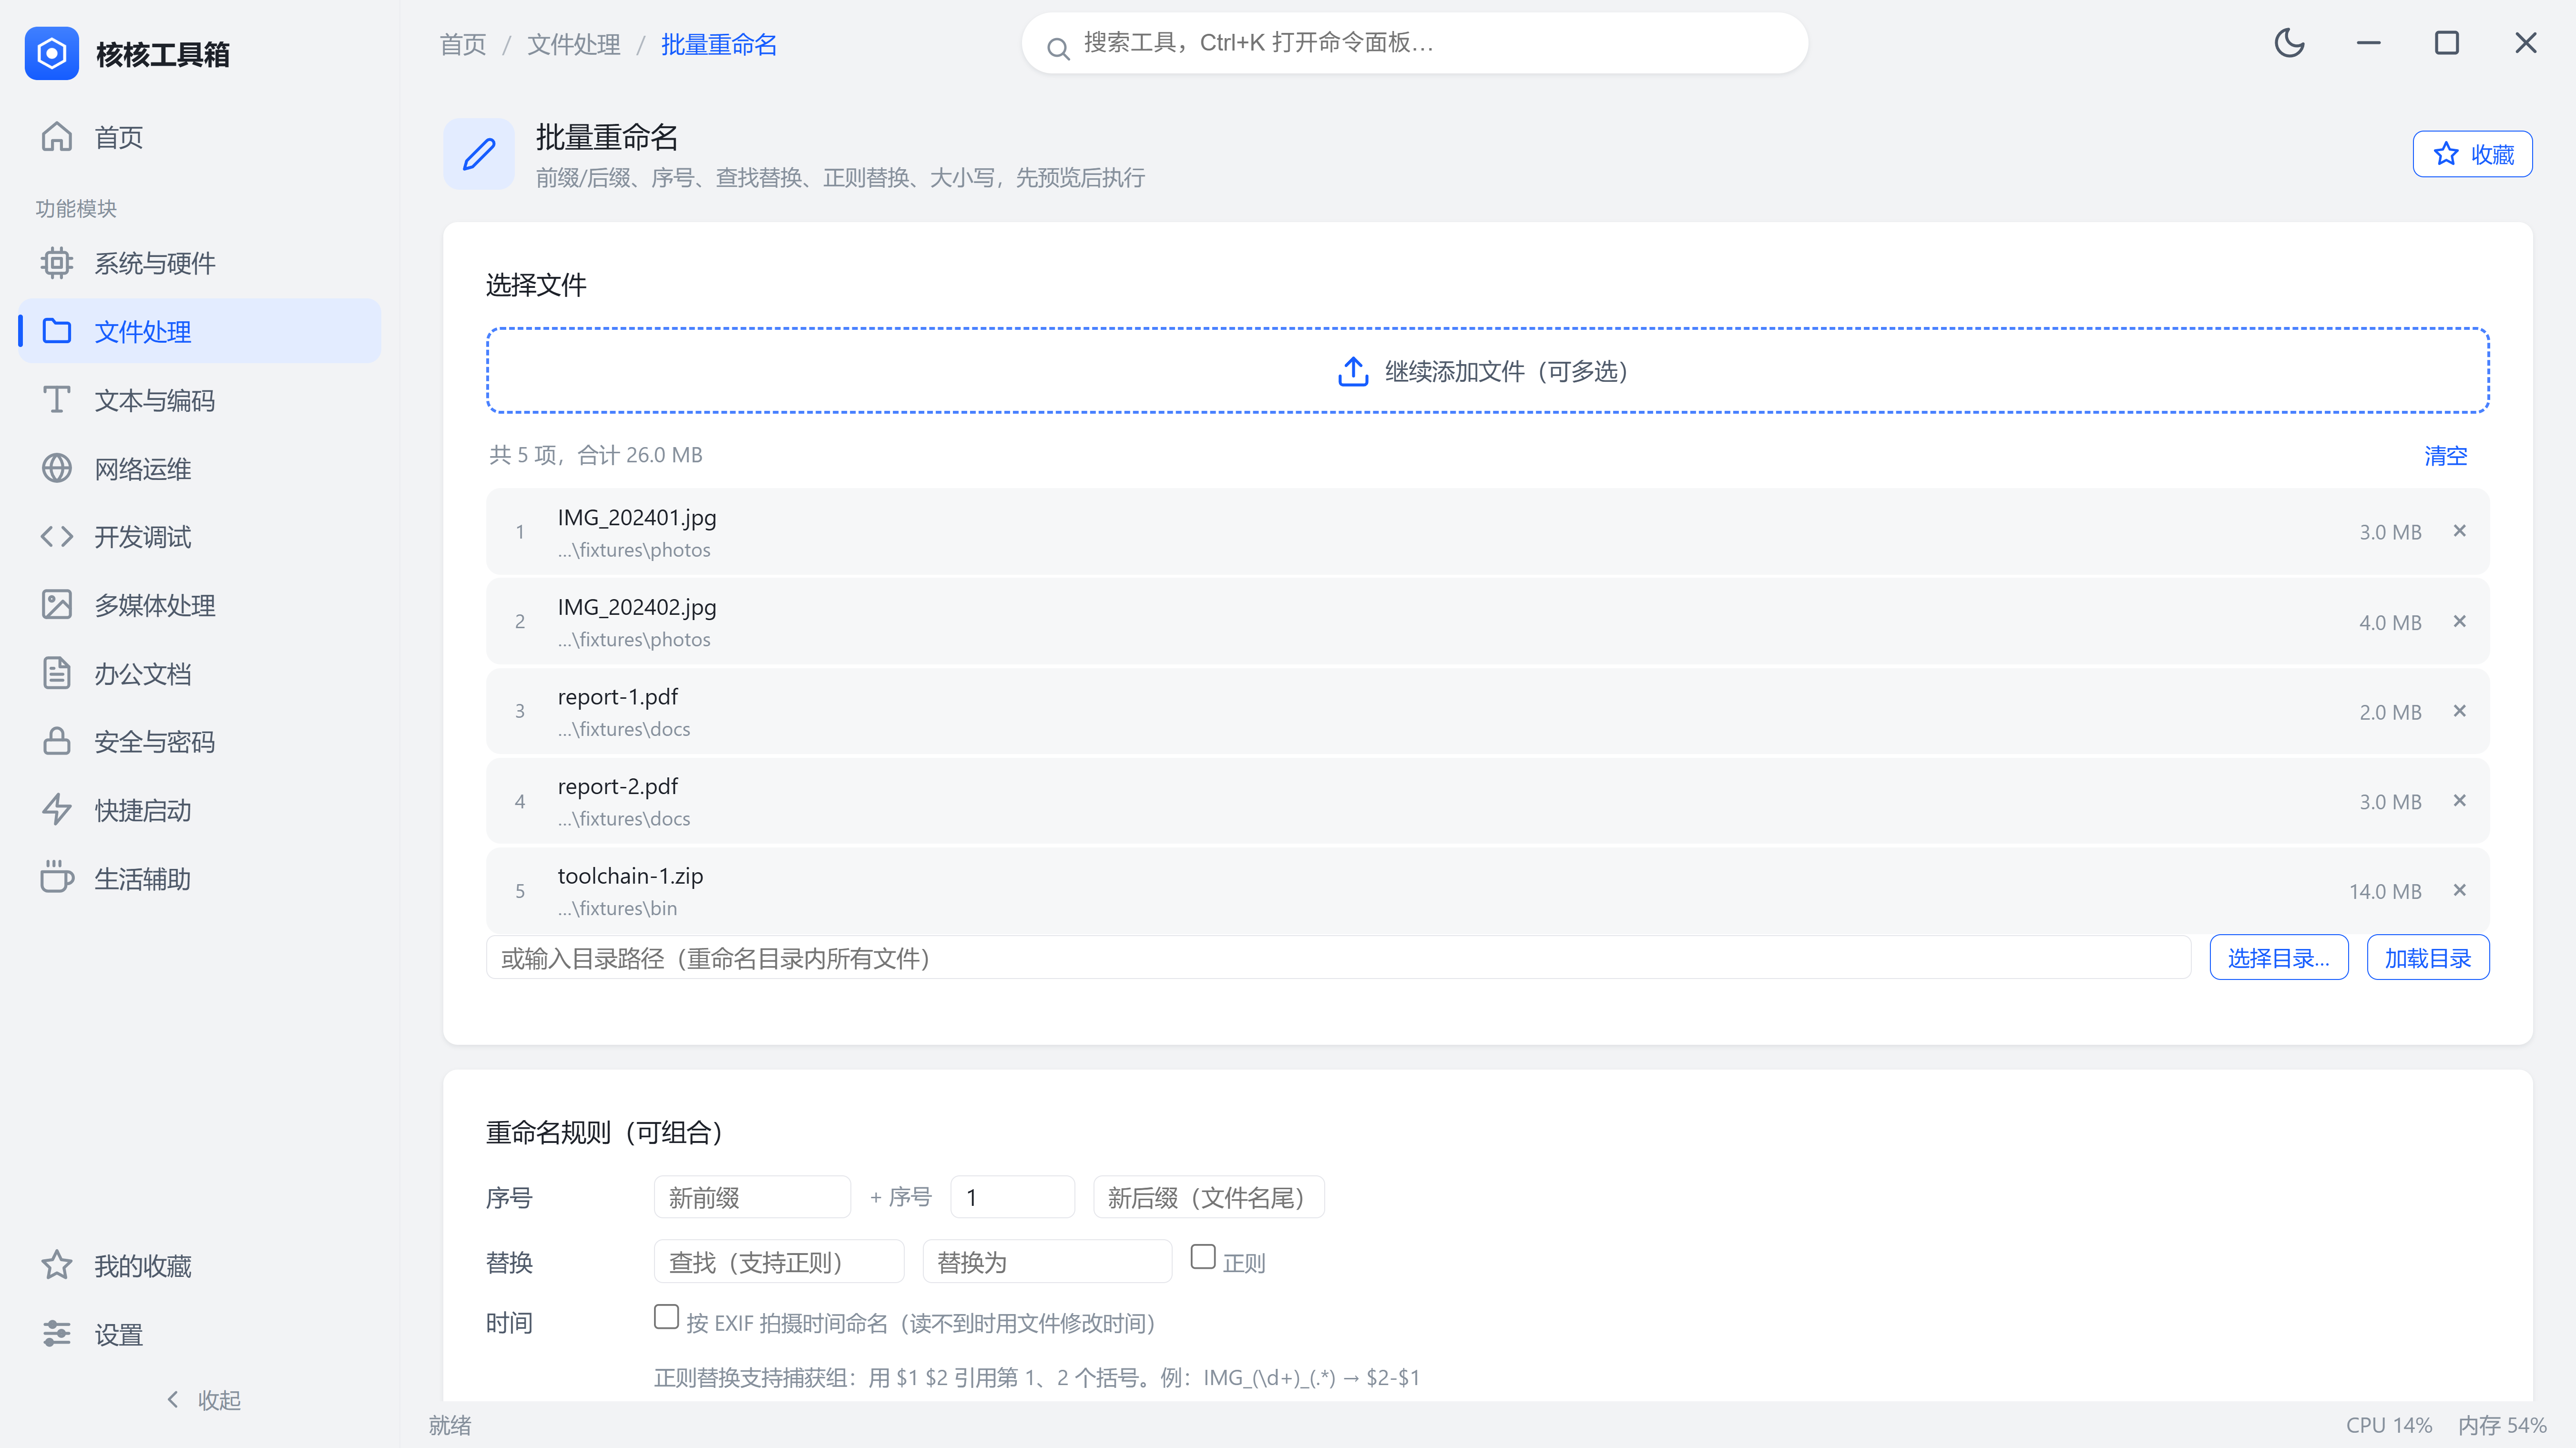 核核工具箱
首页 / 文件处理 / 批量重命名
搜索工具，Ctrl+K 打开命令面板…
首页
功能模块
系统与硬件
文件处理
文本与编码
网络运维
开发调试
多媒体处理
办公文档
安全与密码
快捷启动
生活辅助
我的收藏
设置
收起
批量重命名
前缀/后缀、序号、查找替换、正则替换、大小写，先预览后执行
收藏
选择文件
继续添加文件（可多选）
共 5 项，合计 26.0 MB
清空
1 IMG_202401.jpg 3.0 MB
...\fixtures\photos
2 IMG_202402.jpg 4.0 MB
...\fixtures\photos
3 report-1.pdf 2.0 MB
...\fixtures\docs
4 report-2.pdf 3.0 MB
...\fixtures\docs
5 toolchain-1.zip 14.0 MB
...\fixtures\bin
或输入目录路径（重命名目录内所有文件） 选择目录... 加载目录
重命名规则（可组合）
序号 新前缀 + 序号 1 新后缀（文件名尾）
替换 查找（支持正则） 替换为 正则
时间 按 EXIF 拍摄时间命名（读不到时用文件修改时间）
正则替换支持捕获组：用 $1 $2 引用第 1、2 个括号。例：IMG_(\d+)_(.*) → $2-$1
就绪
CPU 14% 内存 54%